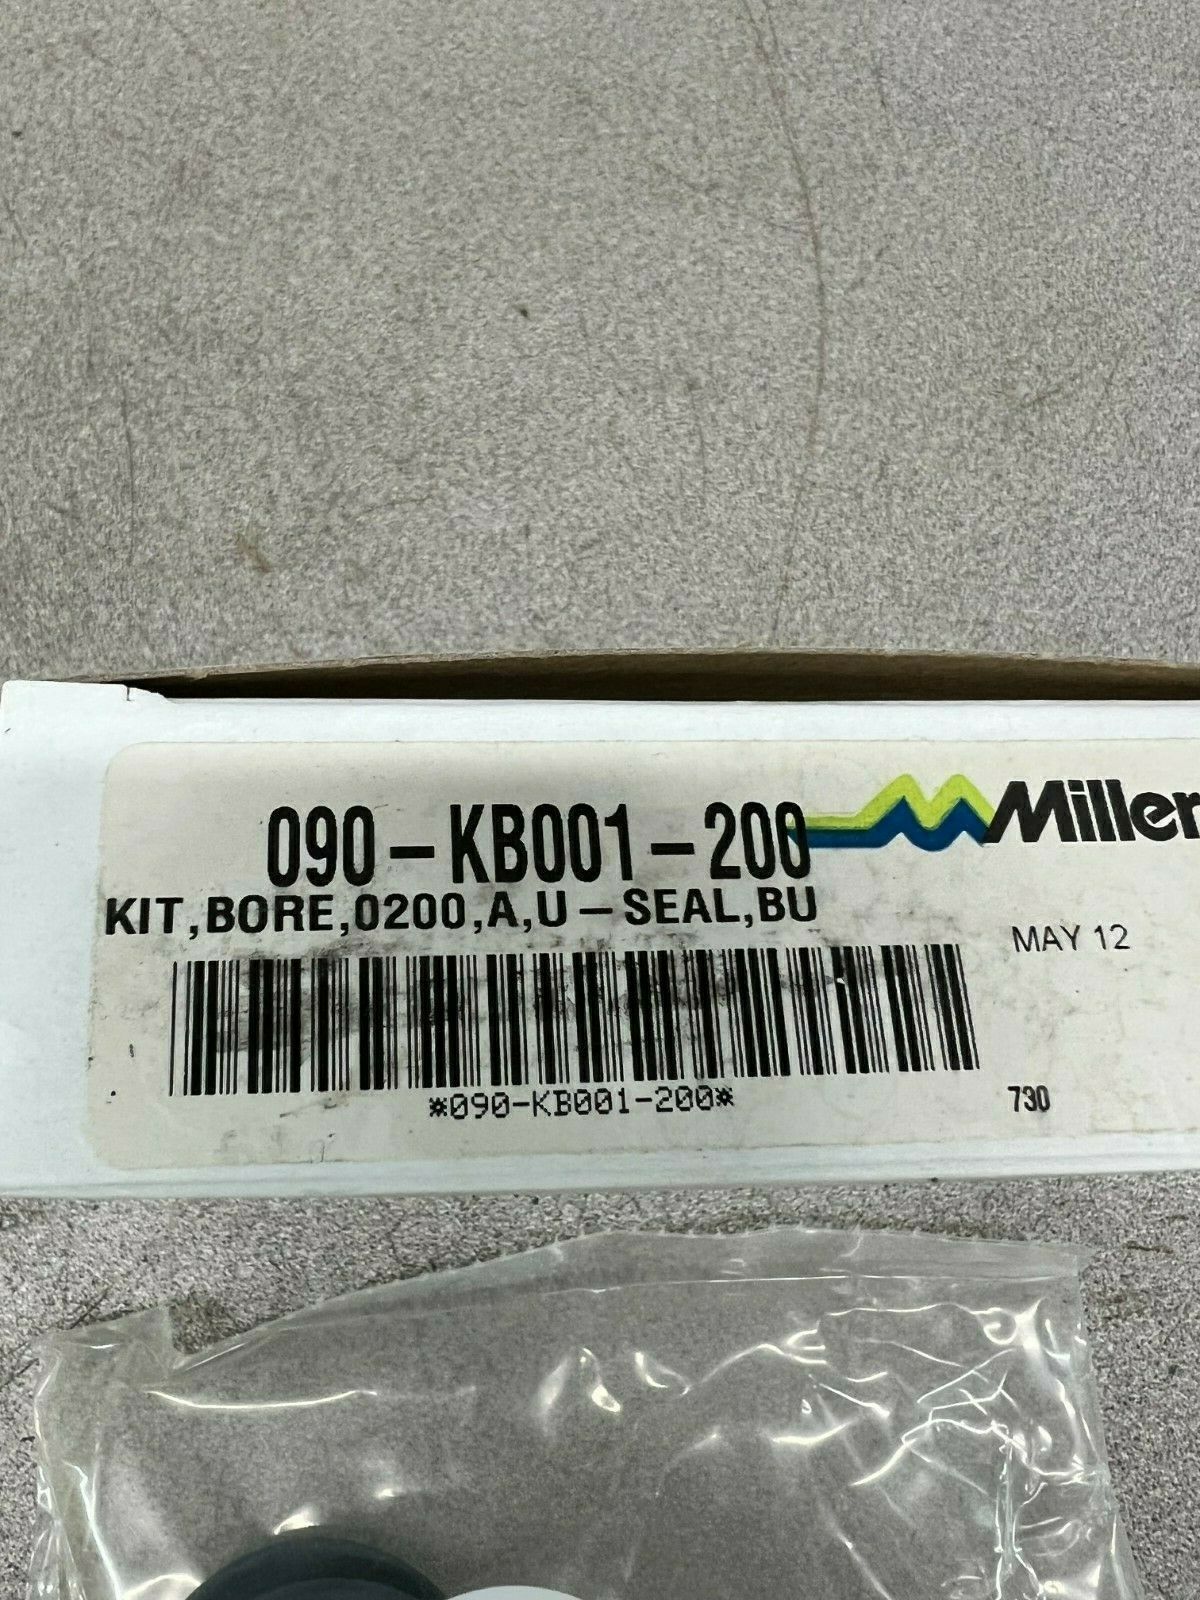 090-KB001-200
Miller
KIT,BORE,0200,A,U-SEAL,BU
MAY 12
*090-KB001-200*
730